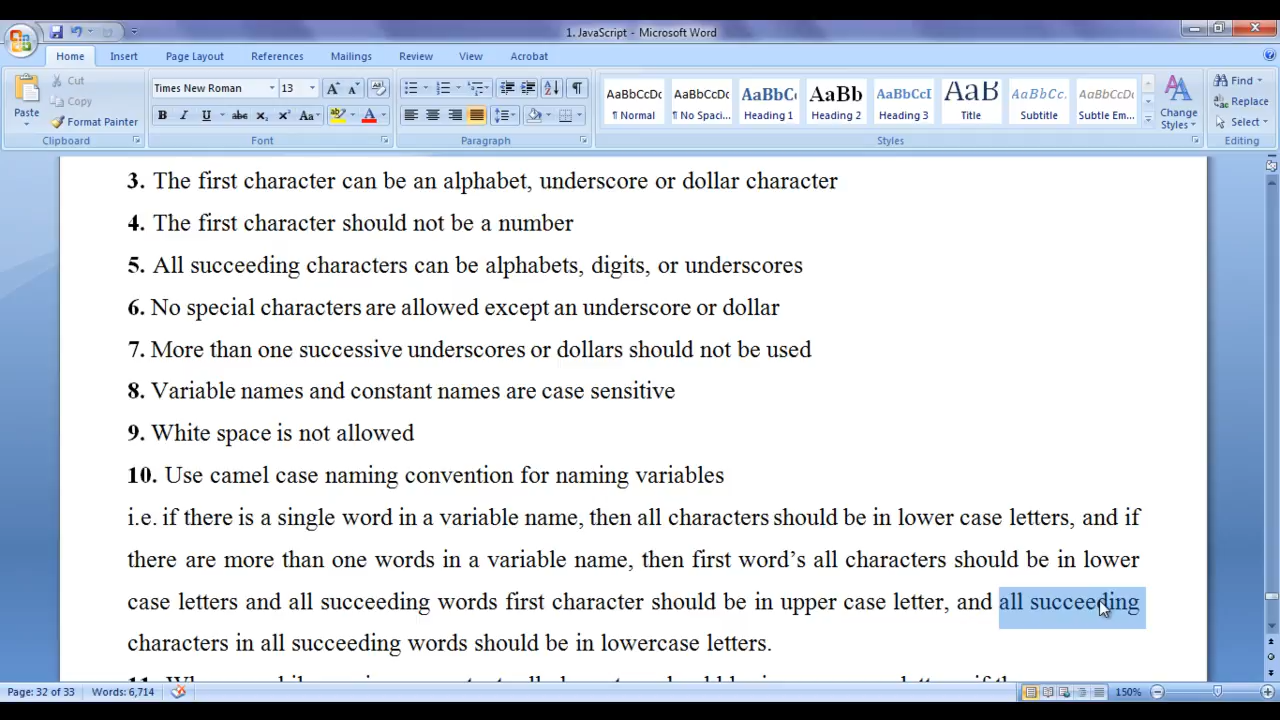 1. JavaScript - Microsoft Word
Home Insert Page Layout References Mailings Review View Acrobat
Paste
Cut
Copy
Format Painter
Clipboard
Times New Roman 13
Font
Paragraph
AaBbCcDc AaBbCcDc AaBbCc AaBb AaBbCcI AaB AaBbCc. AaBbCcDc
¶ Normal ¶ No Spaci... Heading 1 Heading 2 Heading 3 Title Subtitle Subtle Em...
Change Styles
Styles
Find
Replace
Select
Editing
3. The first character can be an alphabet, underscore or dollar character
4. The first character should not be a number
5. All succeeding characters can be alphabets, digits, or underscores
6. No special characters are allowed except an underscore or dollar
7. More than one successive underscores or dollars should not be used
8. Variable names and constant names are case sensitive
9. White space is not allowed
10. Use camel case naming convention for naming variables
i.e. if there is a single word in a variable name, then all characters should be in lower case letters, and if
there are more than one words in a variable name, then first word’s all characters should be in lower
case letters and all succeeding words first character should be in upper case letter, and all succeeding
characters in all succeeding words should be in lowercase letters.
Page: 32 of 33 Words: 6,714 150%